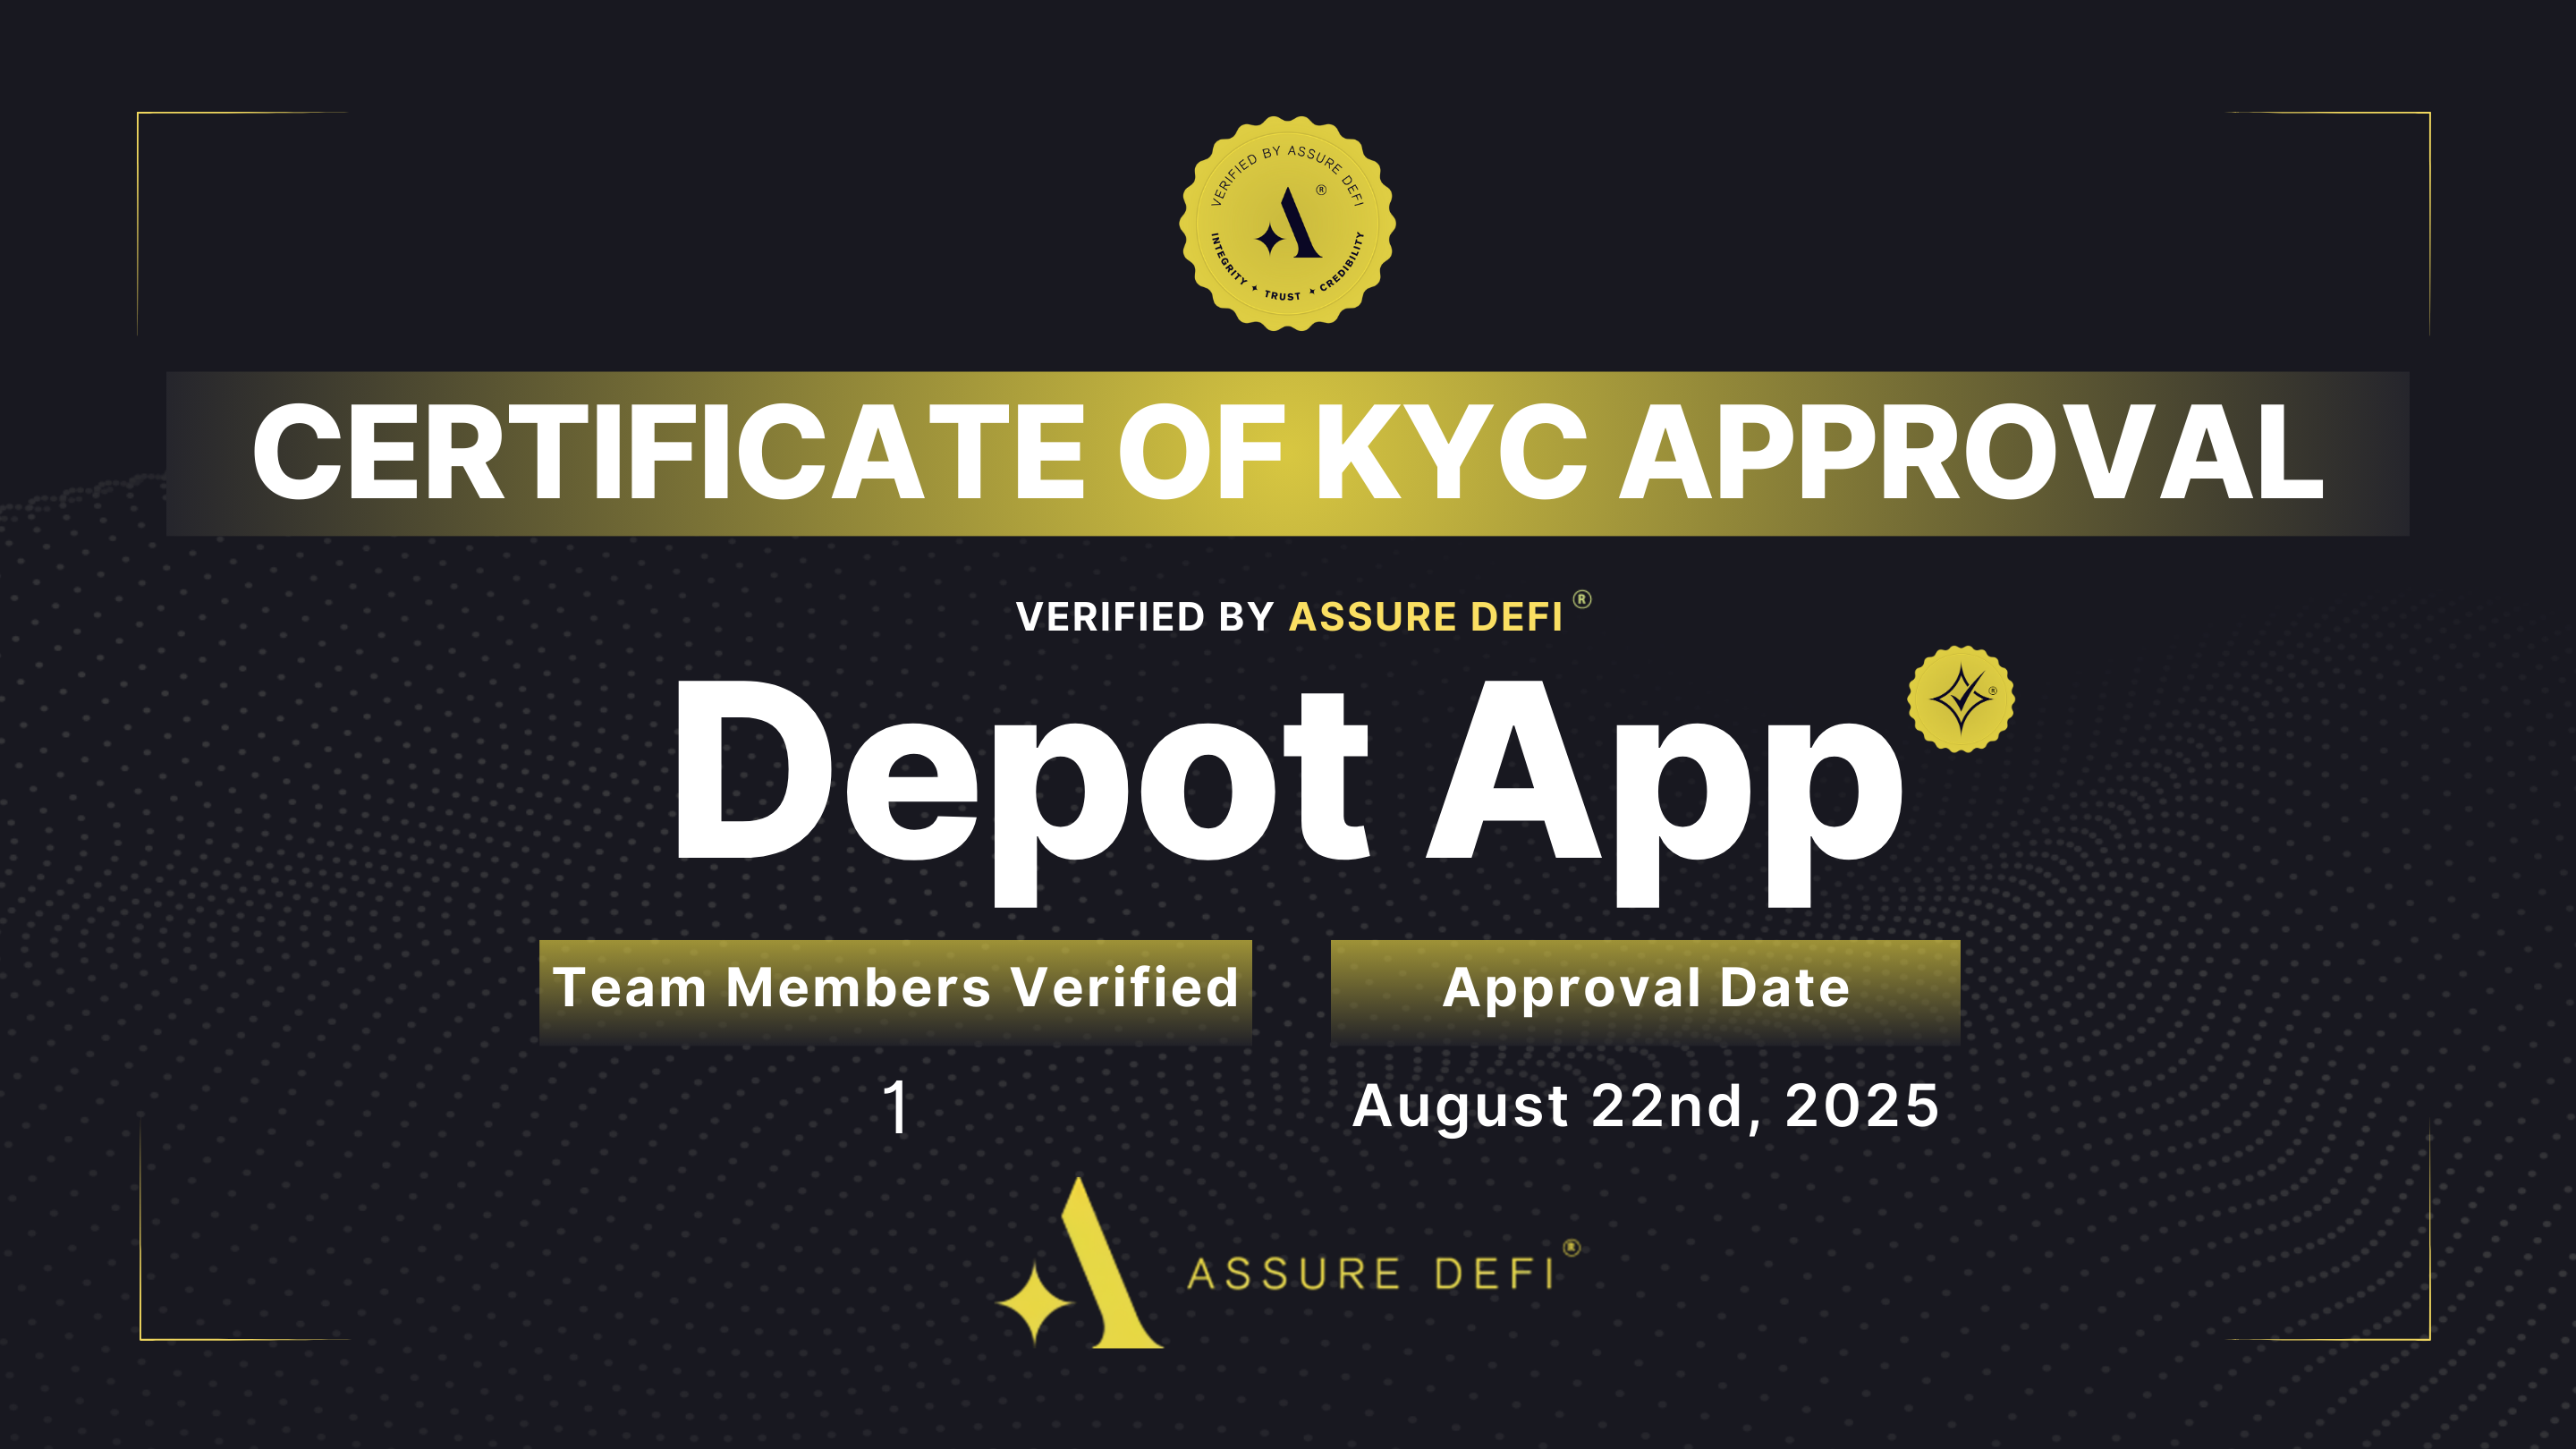 VERIFIED BY ASSURE DEFI
®
INTEGRITY ✦ TRUST ✦ CREDIBILITY
CERTIFICATE OF KYC APPROVAL
VERIFIED BY ASSURE DEFI®
Depot App
®
Team Members Verified
Approval Date
1
August 22nd, 2025
ASSURE DEFI®